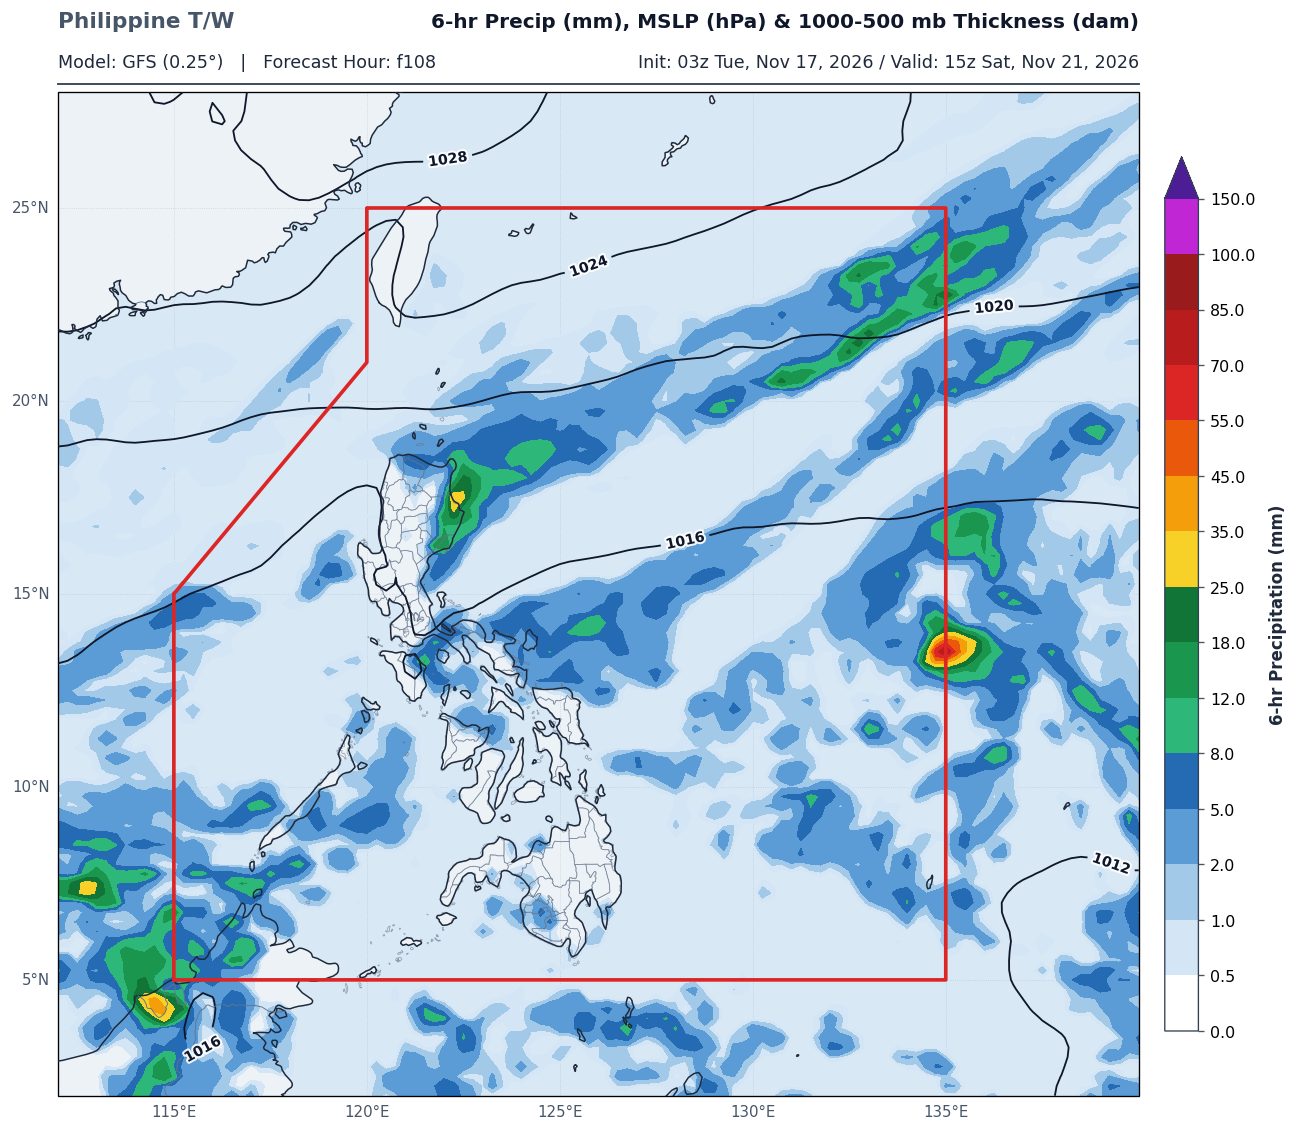 Philippine T/W
6-hr Precip (mm), MSLP (hPa) & 1000-500 mb Thickness (dam)
Model: GFS (0.25°) | Forecast Hour: f108
Init: 03z Tue, Nov 17, 2026 / Valid: 15z Sat, Nov 21, 2026
1028
1024
1020
1016
1012
1016
25°N
20°N
15°N
10°N
5°N
115°E
120°E
125°E
130°E
135°E
150.0
100.0
85.0
70.0
55.0
45.0
35.0
25.0
18.0
12.0
8.0
5.0
2.0
1.0
0.5
0.0
6-hr Precipitation (mm)